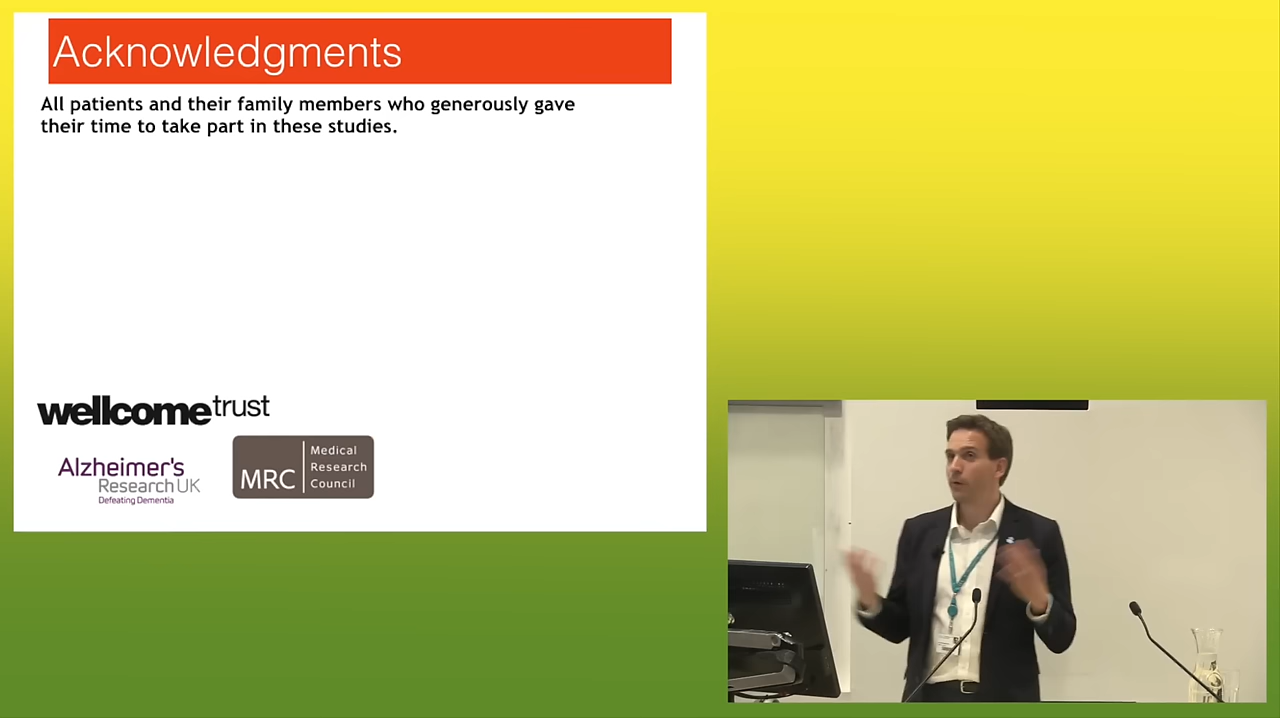 Acknowledgments
All patients and their family members who generously gave
their time to take part in these studies.
wellcometrust
Alzheimer's
Research UK
Defeating Dementia
MRC
Medical
Research
Council